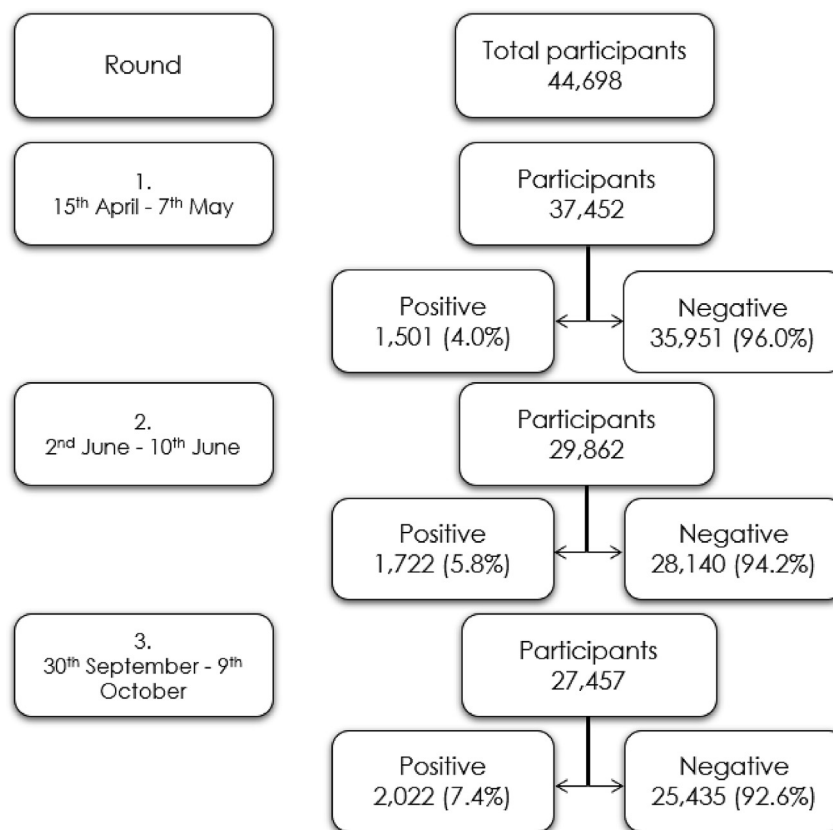 Round
Total participants
44,698
1.
15th April - 7th May
Participants
37,452
Positive
1,501 (4.0%)
Negative
35,951 (96.0%)
2.
2nd June - 10th June
Participants
29,862
Positive
1,722 (5.8%)
Negative
28,140 (94.2%)
3.
30th September - 9th
October
Participants
27,457
Positive
2,022 (7.4%)
Negative
25,435 (92.6%)